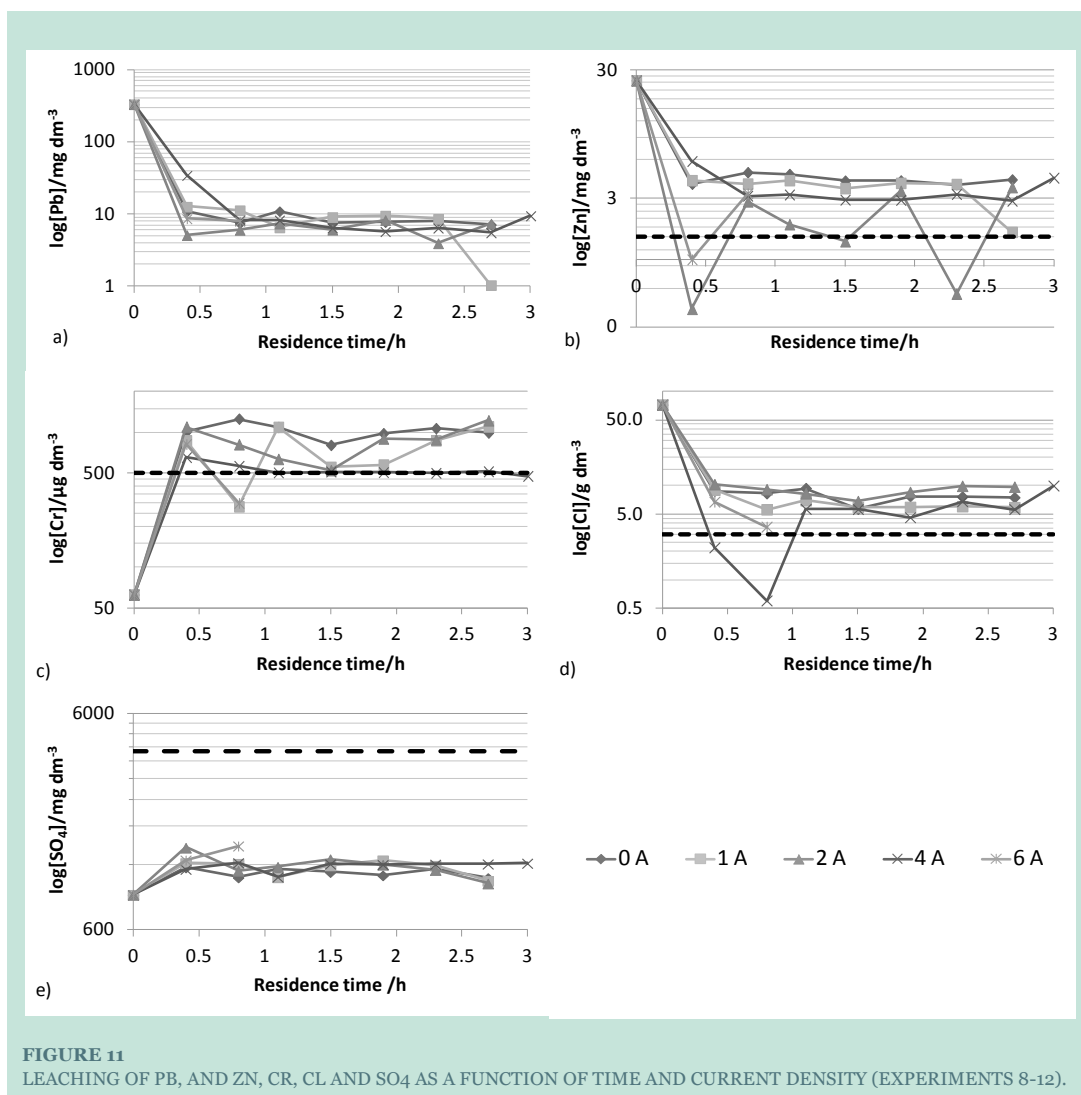 1000
100
10
1
log[Pb]/mg dm-3
0 0.5 1 1.5 2 2.5 3
Residence time/h
a)
30
3
0
log[Zn]/mg dm-3
0 0.5 1 1.5 2 2.5 3
Residence time/h
b)
500
50
log[Cr]/µg dm-3
0 0.5 1 1.5 2 2.5 3
Residence time/h
c)
50.0
5.0
0.5
log[Cl]/g dm-3
0 0.5 1 1.5 2 2.5 3
Residence time/h
d)
6000
600
log[SO4]/mg dm-3
0 0.5 1 1.5 2 2.5 3
Residence time /h
e)
0 A 1 A 2 A 4 A 6 A
FIGURE 11
LEACHING OF PB, AND ZN, CR, CL AND SO4 AS A FUNCTION OF TIME AND CURRENT DENSITY (EXPERIMENTS 8-12).